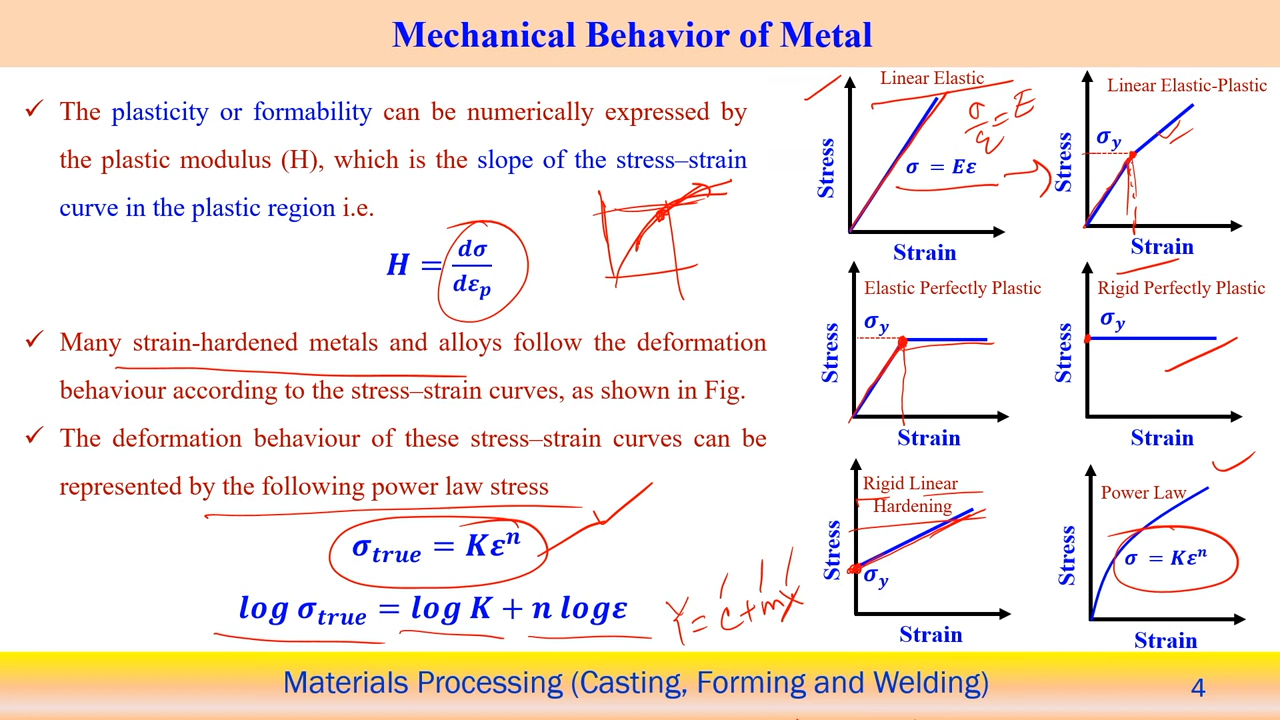 Mechanical Behavior of Metal
✓ The plasticity or formability can be numerically expressed by
the plastic modulus (H), which is the slope of the stress–strain
curve in the plastic region i.e.
H = dσ/dεp
✓ Many strain-hardened metals and alloys follow the deformation
behaviour according to the stress–strain curves, as shown in Fig.
✓ The deformation behaviour of these stress–strain curves can be
represented by the following power law stress
σtrue = Kεⁿ
log σtrue = log K + n logε
Y = C + mX
Linear Elastic
Stress
σ/ε = E
σ = Eε
Strain
Linear Elastic-Plastic
Stress
σy
Strain
Elastic Perfectly Plastic
Stress
σy
Strain
Rigid Perfectly Plastic
Stress
σy
Strain
Rigid Linear
Hardening
Stress
σy
Strain
Power Law
Stress
σ = Kεⁿ
Strain
Materials Processing (Casting, Forming and Welding)
4